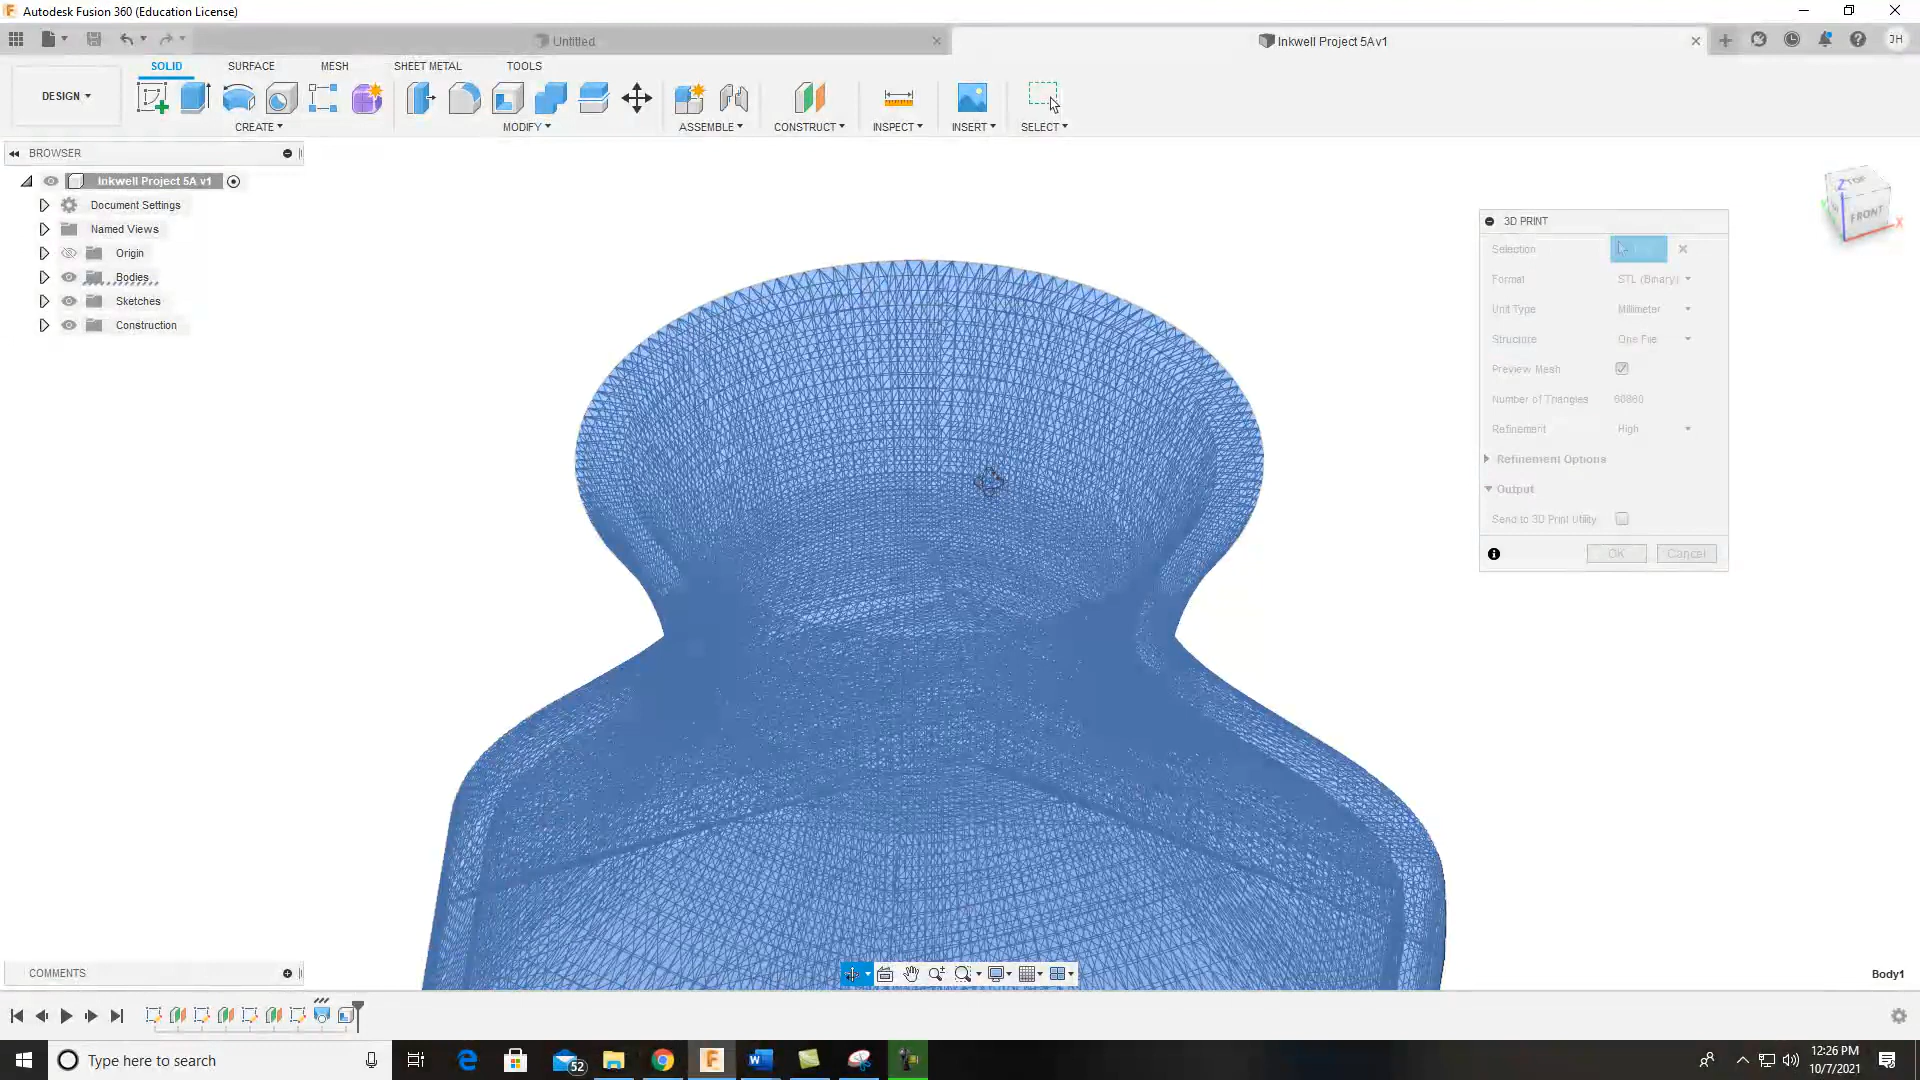 Autodesk Fusion 360 (Education License)
Untitled
Inkwell Project 5Av1
JH
SOLID
SURFACE
MESH
SHEET METAL
TOOLS
DESIGN
CREATE
MODIFY
ASSEMBLE
CONSTRUCT
INSPECT
INSERT
SELECT
BROWSER
Inkwell Project 5A v1
Document Settings
Named Views
Origin
Bodies
Sketches
Construction
TOP
FRONT
Z
X
3D PRINT
Selection
Format STL (Binary)
Unit Type Millimeter
Structure One File
Preview Mesh
Number of Triangles 60860
Refinement High
Refinement Options
Output
Send to 3D Print Utility
OK Cancel
COMMENTS
Body1
Type here to search
52
12:26 PM
10/7/2021